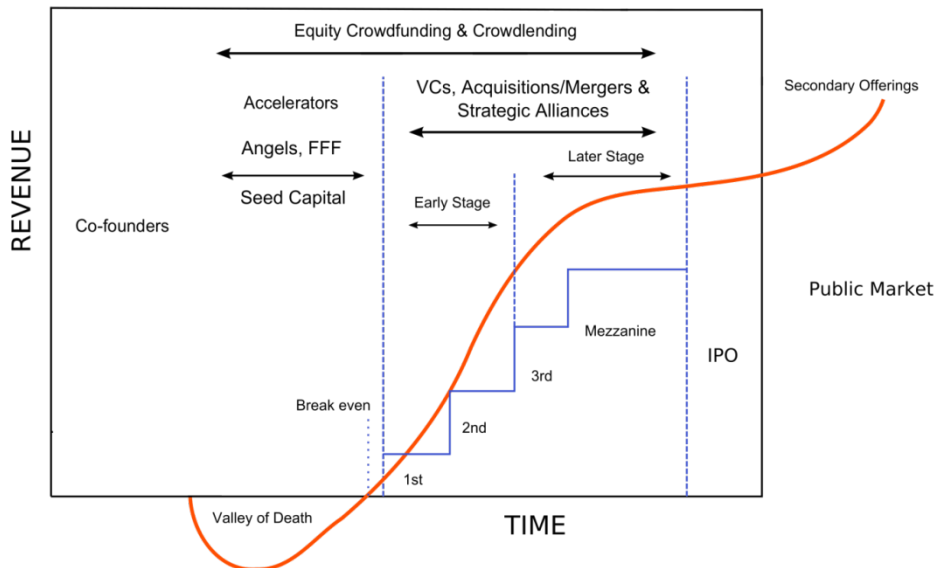 Equity Crowdfunding & Crowdlending
VCs, Acquisitions/Mergers &
Strategic Alliances
Secondary Offerings
Accelerators
Angels, FFF
Later Stage
Seed Capital
Early Stage
Co-founders
REVENUE
Public Market
Mezzanine
IPO
3rd
Break even
2nd
1st
Valley of Death
TIME